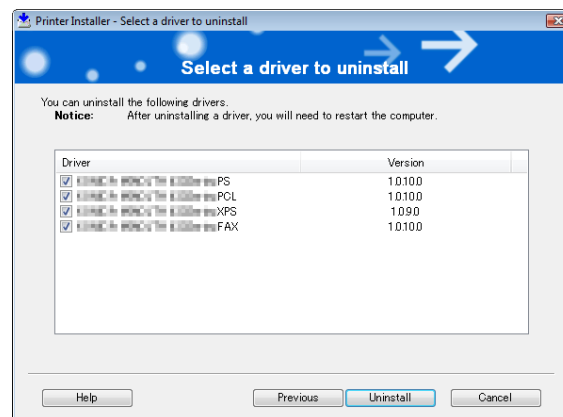 Printer Installer - Select a driver to uninstall
Select a driver to uninstall
You can uninstall the following drivers.
Notice: After uninstalling a driver, you will need to restart the computer.
Driver Version
PS 1.0.10.0
PCL 1.0.10.0
XPS 1.0.9.0
FAX 1.0.10.0
Help Previous Uninstall Cancel